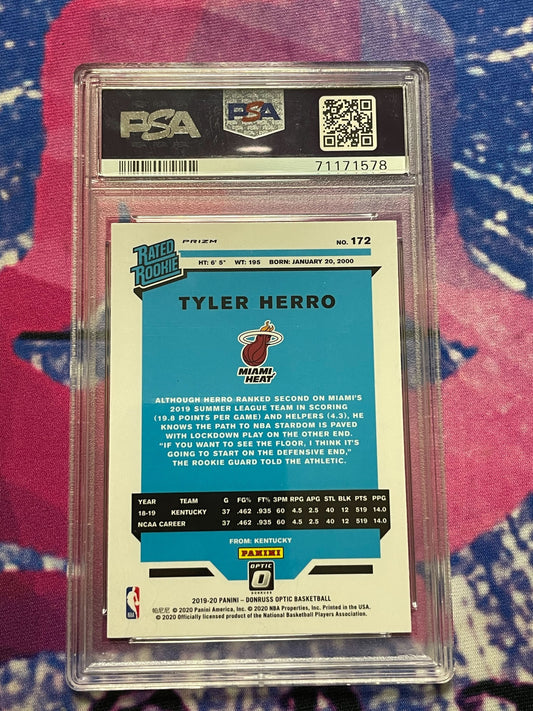 PSA
PSA
71171578
RATED ROOKIE
PRIZM
NO. 172
HT: 6' 5" WT: 195 BORN: JANUARY 20, 2000
TYLER HERRO
MIAMI HEAT
ALTHOUGH HERRO RANKED SECOND ON MIAMI'S
2019 SUMMER LEAGUE TEAM IN SCORING
(19.8 POINTS PER GAME) AND HELPERS (4.3), HE
KNOWS THE PATH TO NBA STARDOM IS PAVED
WITH LOCKDOWN PLAY ON THE OTHER END.
"IF YOU WANT TO SEE THE FLOOR, I THINK IT'S
GOING TO START ON THE DEFENSIVE END,"
THE ROOKIE GUARD TOLD THE ATHLETIC.
YEAR TEAM G FG% FT% 3PM RPG APG STL BLK PTS PPG
18-19 KENTUCKY 37 .462 .935 60 4.5 2.5 40 12 519 14.0
NCAA CAREER 37 .462 .935 60 4.5 2.5 40 12 519 14.0
FROM: KENTUCKY
PANINI
OPTIC
DONRUSS
2019-20 PANINI – DONRUSS OPTIC BASKETBALL
帕尼尼 © 2020 Panini America, Inc. © 2020 NBA Properties, Inc. Printed in the USA.
© 2020 Officially licensed product of the National Basketball Players Association.